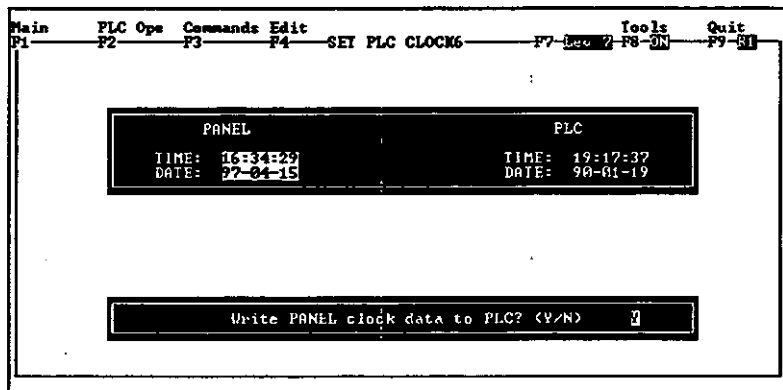 Main PLC Ops Commands Edit Tools Quit
F1 F2 F3 F4 SET PLC CLOCK6 F7 F8 ON F9
PANEL PLC
TIME: 16:34:29 TIME: 19:17:37
DATE: 97-04-15 DATE: 90-01-19
Write PANEL clock data to PLC? (Y/N) Y